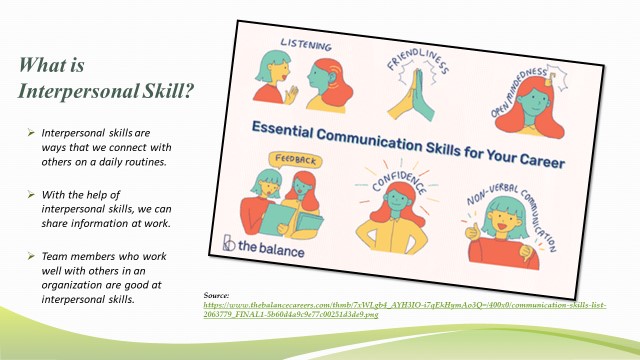 What is
Interpersonal Skill?
➢ Interpersonal skills are
ways that we connect with
others on a daily routines.
➢ With the help of
interpersonal skills, we can
share information at work.
➢ Team members who work
well with others in an
organization are good at
interpersonal skills.
LISTENING
FRIENDLINESS
OPEN MINDEDNESS
Essential Communication Skills for Your Career
FEEDBACK
CONFIDENCE
NON-VERBAL COMMUNICATION
the balance
Source:
https://www.thebalancecareers.com/thmb/7xWLgb4_AYH3IO-i7qEkHymAo3Q=/400x0/communication-skills-list-
2063779_FINAL1-5b60d4a9c9e77c00251d3de9.png